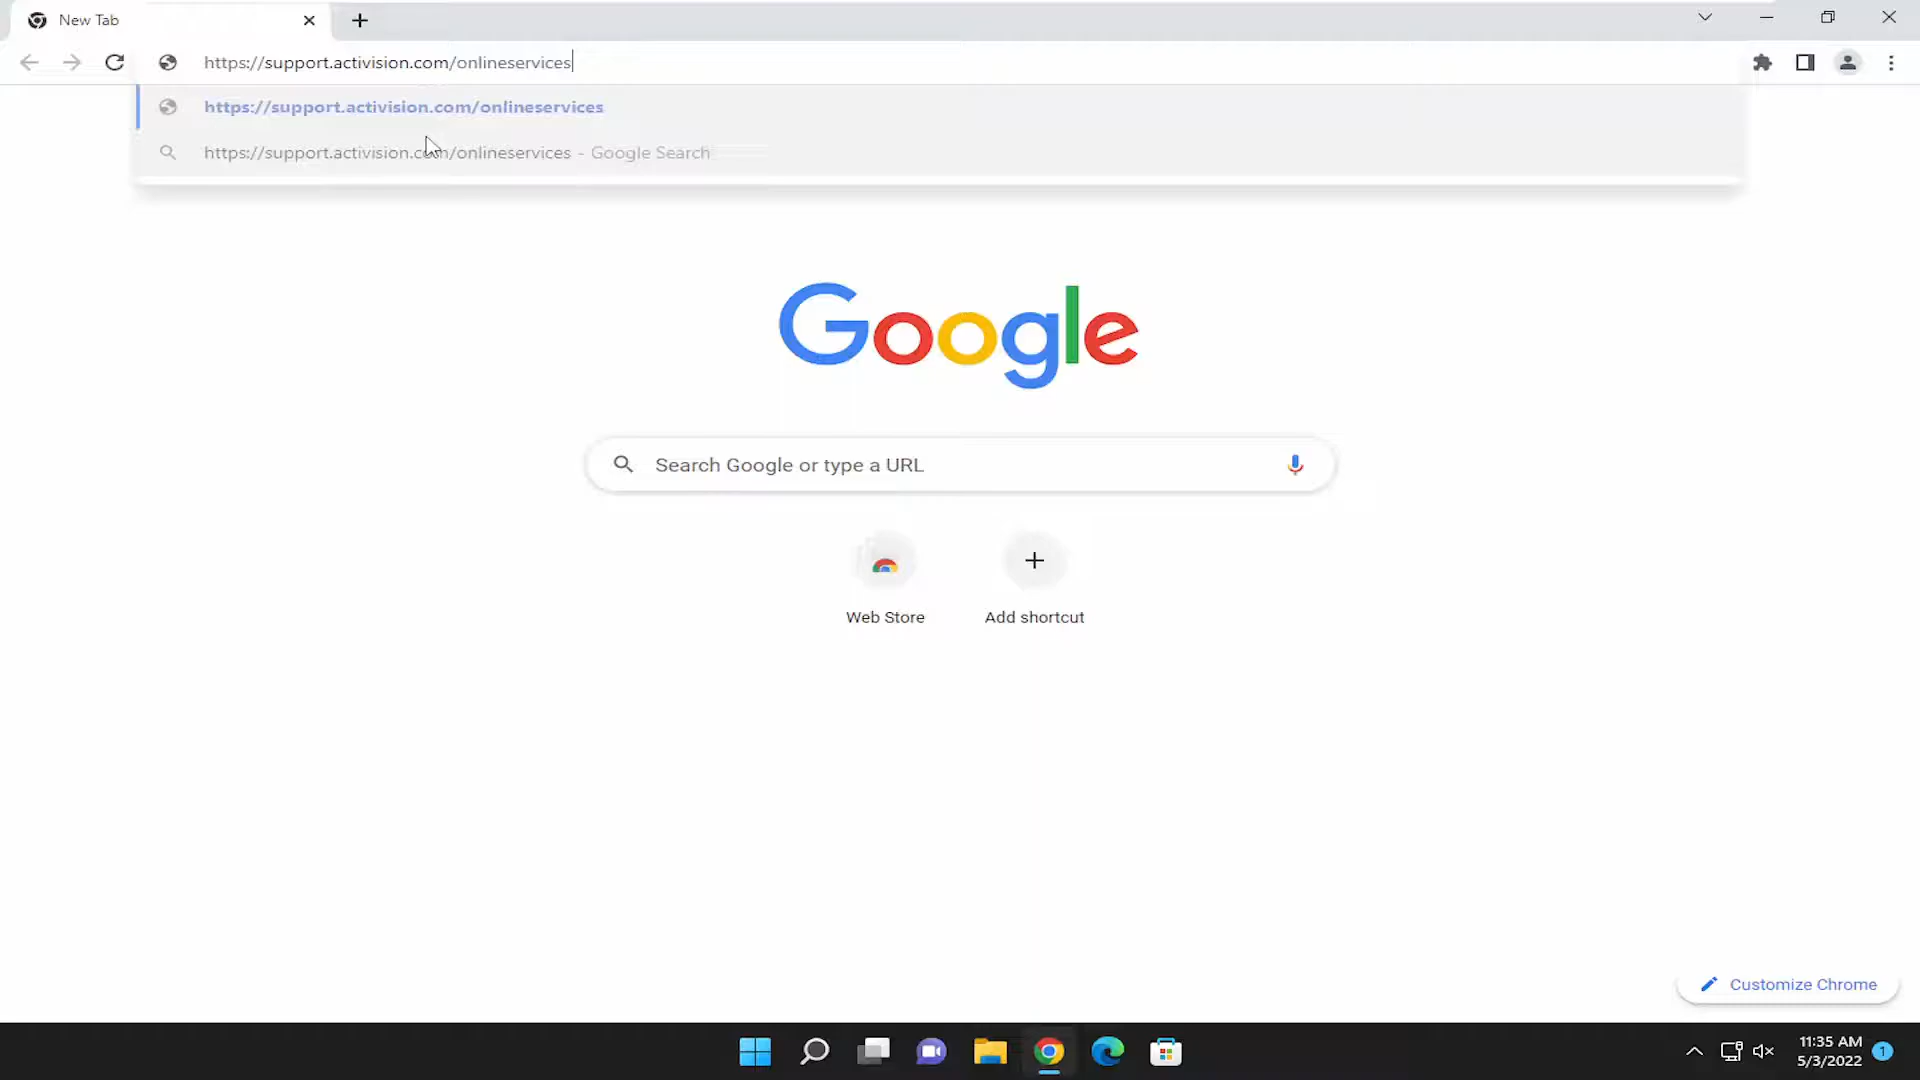 New Tab
https://support.activision.com/onlineservices
https://support.activision.com/onlineservices
https://support.activision.com/onlineservices - Google Search
Google
Search Google or type a URL
Web Store
Add shortcut
Customize Chrome
11:35 AM
5/3/2022
1